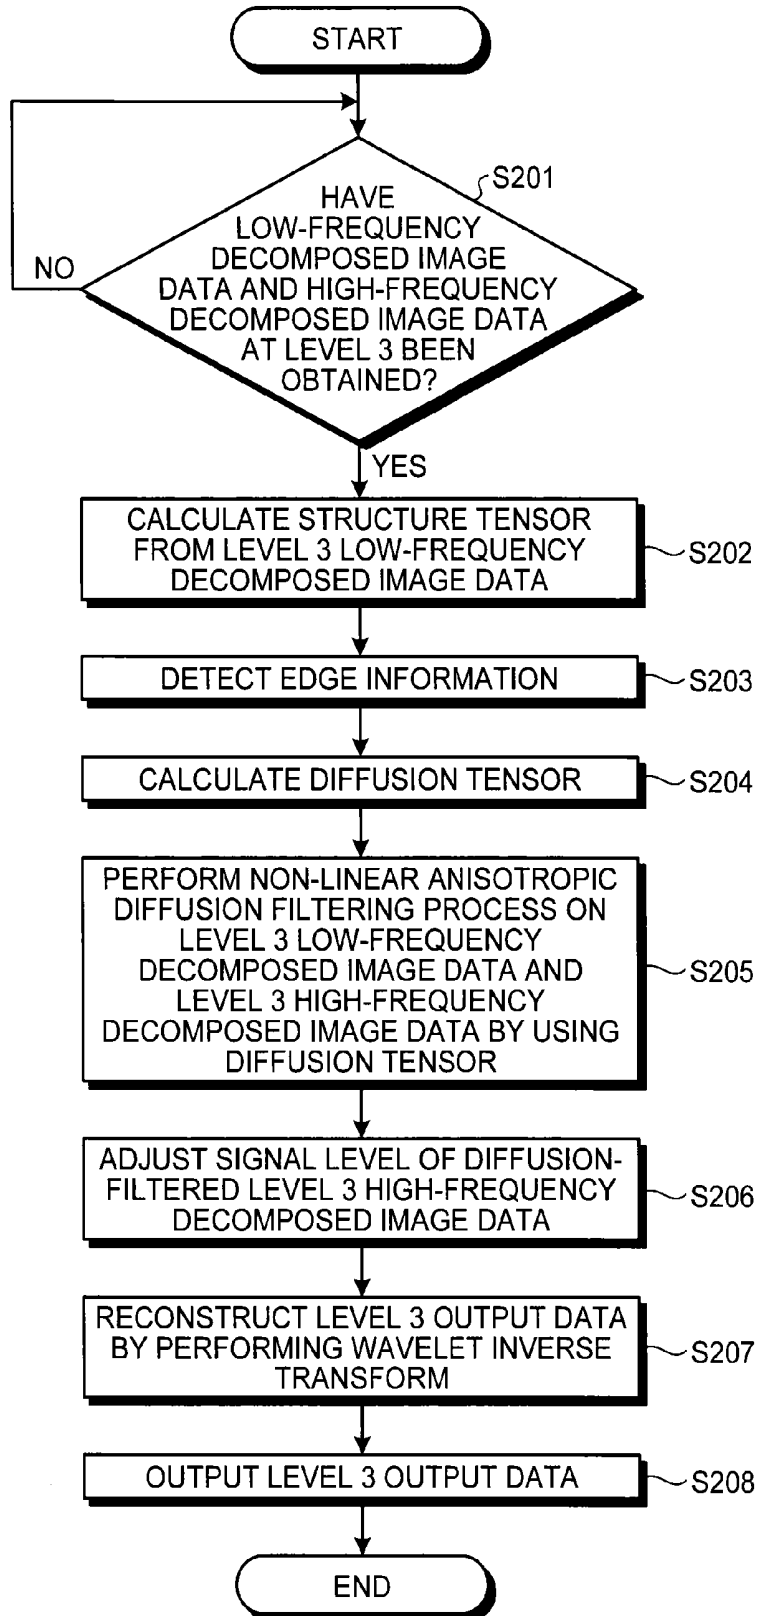 START
S201
HAVE
LOW-FREQUENCY
DECOMPOSED IMAGE
DATA AND HIGH-FREQUENCY
DECOMPOSED IMAGE DATA
AT LEVEL 3 BEEN
OBTAINED?
NO
YES
CALCULATE STRUCTURE TENSOR
FROM LEVEL 3 LOW-FREQUENCY
DECOMPOSED IMAGE DATA
S202
DETECT EDGE INFORMATION
S203
CALCULATE DIFFUSION TENSOR
S204
PERFORM NON-LINEAR ANISOTROPIC
DIFFUSION FILTERING PROCESS ON
LEVEL 3 LOW-FREQUENCY
DECOMPOSED IMAGE DATA AND
LEVEL 3 HIGH-FREQUENCY
DECOMPOSED IMAGE DATA BY USING
DIFFUSION TENSOR
S205
ADJUST SIGNAL LEVEL OF DIFFUSION-
FILTERED LEVEL 3 HIGH-FREQUENCY
DECOMPOSED IMAGE DATA
S206
RECONSTRUCT LEVEL 3 OUTPUT DATA
BY PERFORMING WAVELET INVERSE
TRANSFORM
S207
OUTPUT LEVEL 3 OUTPUT DATA
S208
END